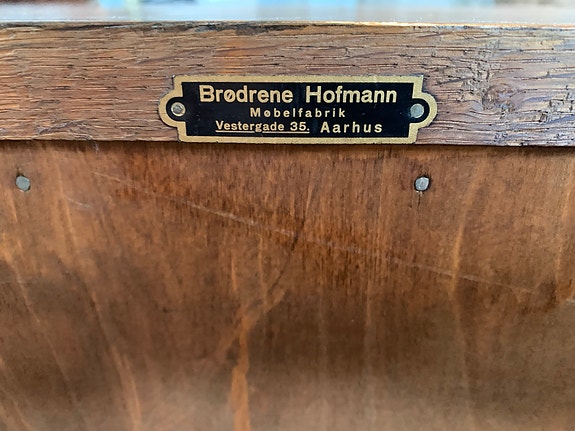 Brødrene Hofmann
Møbelfabrik
Vestergade 35. Aarhus